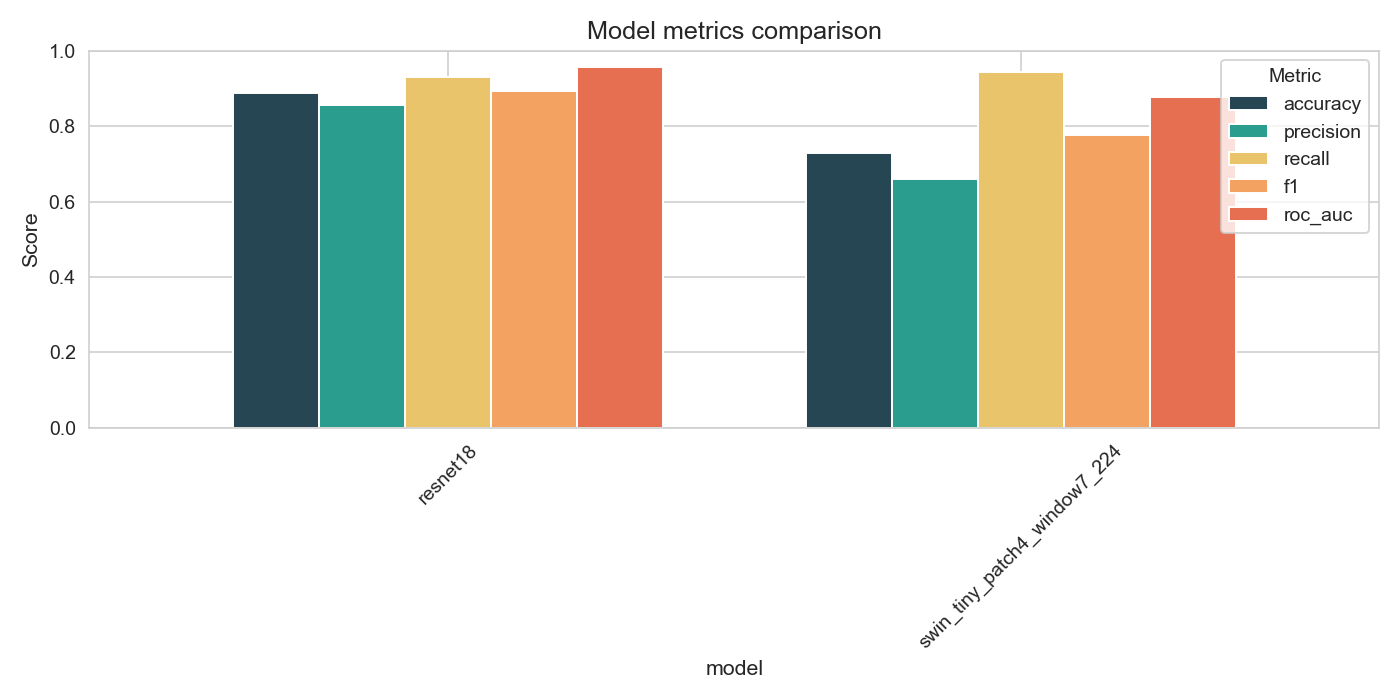 Model metrics comparison
1.0
0.8
0.6
0.4
0.2
0.0
Score
Metric
accuracy
precision
recall
f1
roc_auc
resnet18
swin_tiny_patch4_window7_224
model